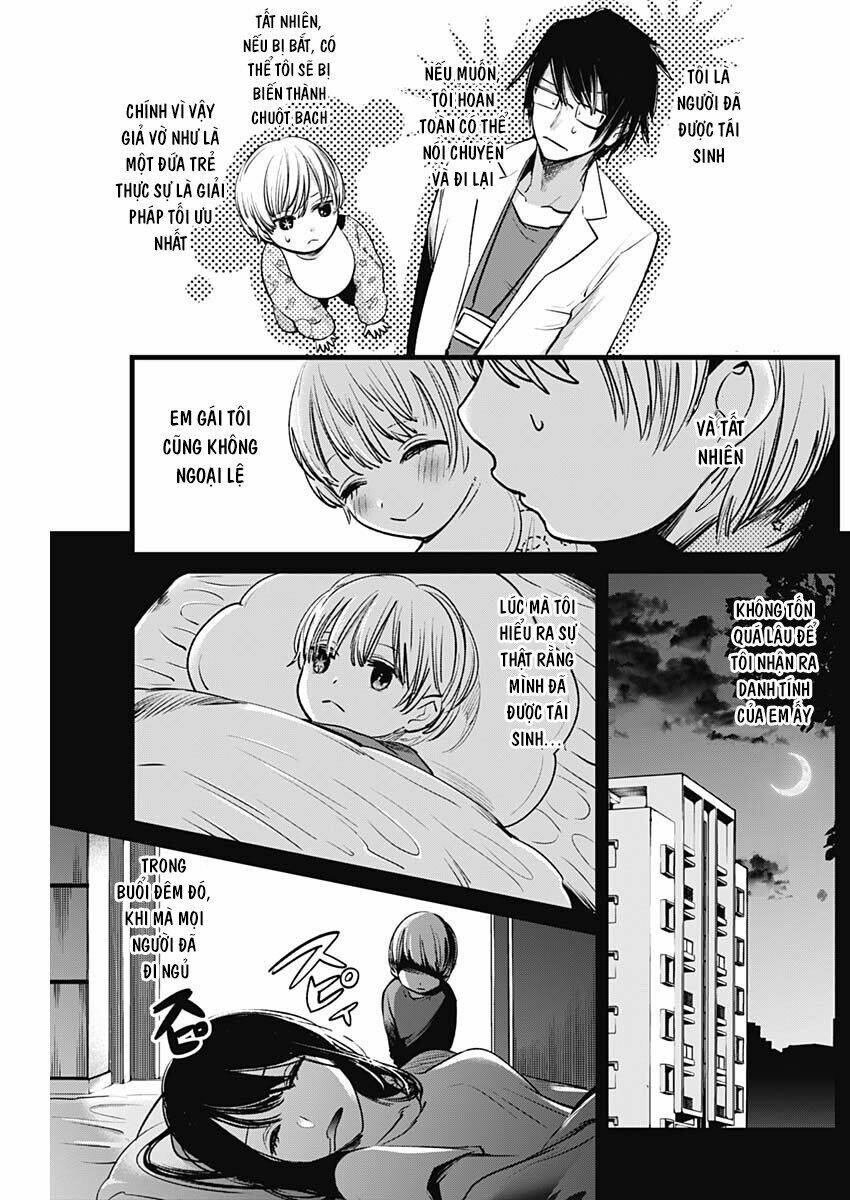 TÔI LÀ
NGƯỜI ĐÃ
ĐƯỢC TÁI
SINH
NẾU MUỐN,
TÔI HOÀN
TOÀN CÓ THỂ
NÓI CHUYỆN
VÀ ĐI LẠI
TẤT NHIÊN,
NẾU BỊ BẮT, CÓ
THỂ TÔI SẼ BỊ
BIẾN THÀNH
CHUỘT BẠCH
CHÍNH VÌ VẬY
GIẢ VỜ NHƯ LÀ
MỘT ĐỨA TRẺ
THỰC SỰ LÀ GIẢI
PHÁP TỐI ƯU
NHẤT
VÀ TẤT
NHIÊN
EM GÁI TÔI
CŨNG KHÔNG
NGOẠI LỆ
KHÔNG TỐN
QUÁ LÂU ĐỂ
TÔI NHẬN RA
DANH TÍNH
CỦA EM ẤY
LÚC MÀ TÔI
HIỂU RA SỰ
THẬT RẰNG
MÌNH ĐÃ
ĐƯỢC TÁI
SINH...
TRONG
BUỔI ĐÊM ĐÓ,
KHI MÀ MỌI
NGƯỜI ĐÃ
ĐI NGỦ
スピィ
スピ